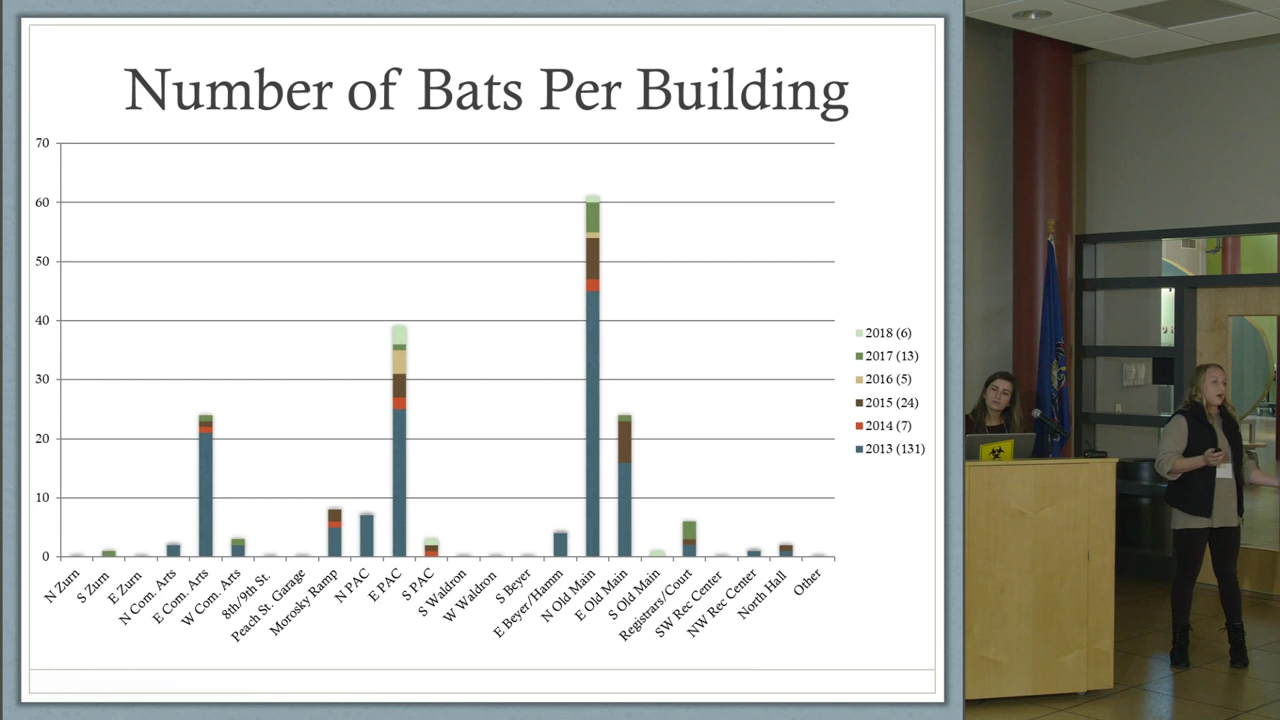 Number of Bats Per Building
70
60
50
40
30
20
10
0
2018 (6)
2017 (13)
2016 (5)
2015 (24)
2014 (7)
2013 (131)
N Zurn
S Zurn
E Zurn
N Com. Arts
E Com. Arts
W Com. Arts
8th/9th St.
Peach St. Garage
Morosky Ramp
N PAC
E PAC
S PAC
S Waldron
W Waldron
S Beyer
E Beyer/Hamm
N Old Main
E Old Main
S Old Main
Registrars/Court
SW Rec Center
NW Rec Center
North Hall
Other